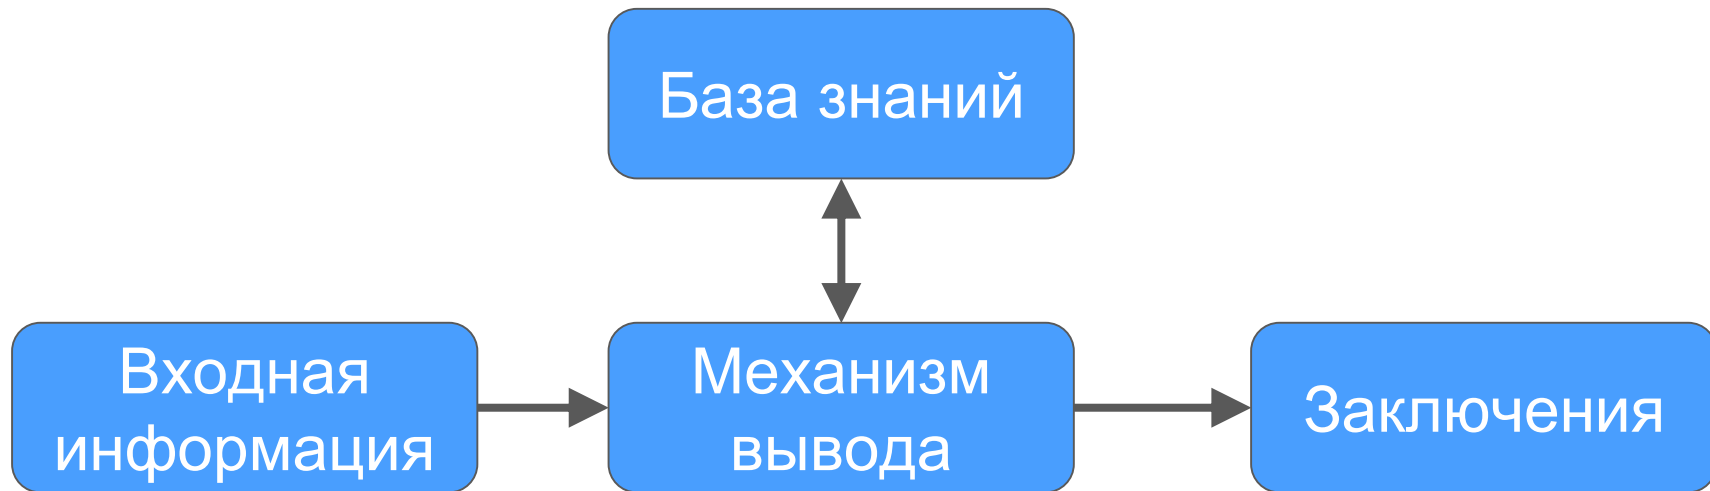 База знаний
Входная
информация
Механизм
вывода
Заключения